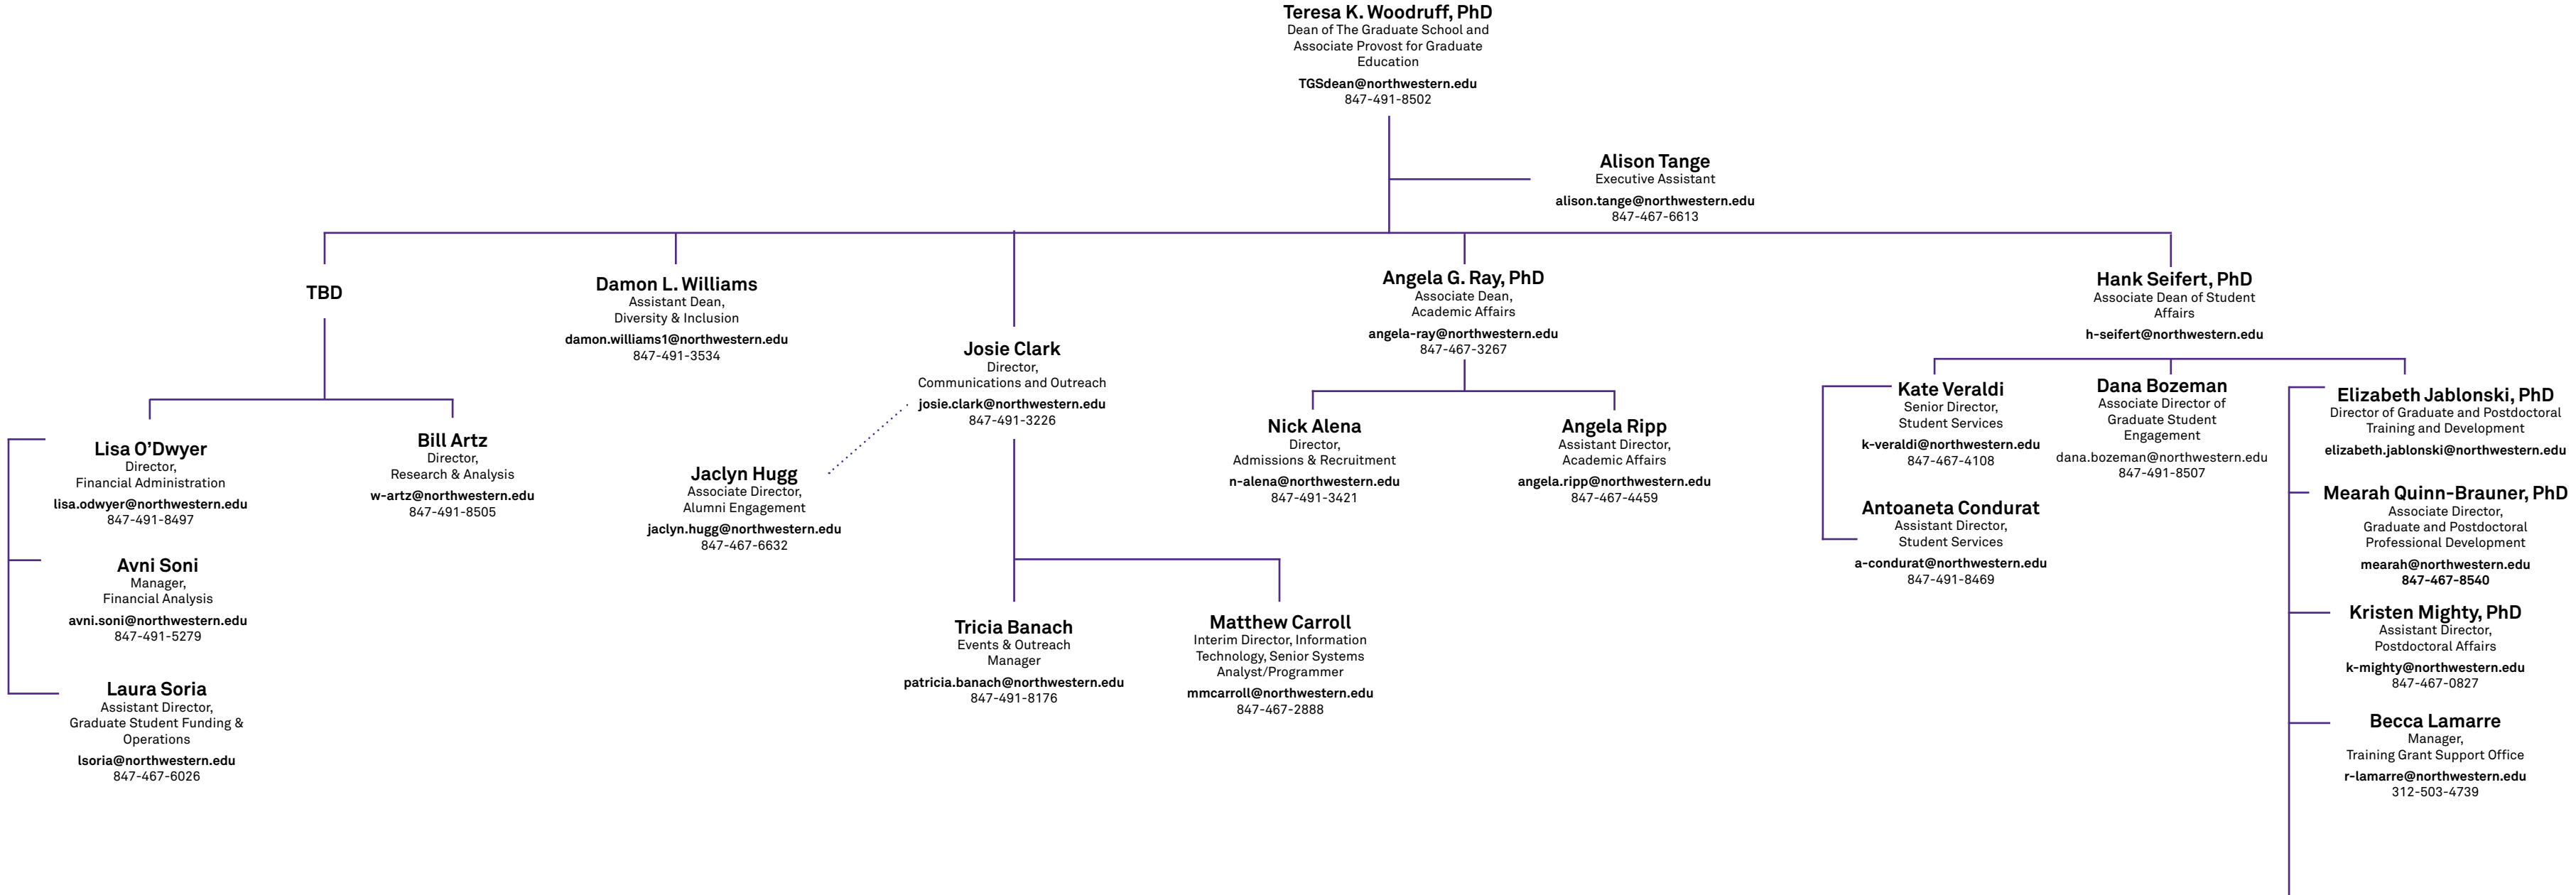 Teresa K. Woodruff, PhD
Dean of The Graduate School and
Associate Provost for Graduate
Education
TGSdean@northwestern.edu
847-491-8502
Alison Tange
Executive Assistant
alison.tange@northwestern.edu
847-467-6613
TBD
Lisa O’Dwyer
Director,
Financial Administration
lisa.odwyer@northwestern.edu
847-491-8497
Avni Soni
Manager,
Financial Analysis
avni.soni@northwestern.edu
847-491-5279
Laura Soria
Assistant Director,
Graduate Student Funding &
Operations
lsoria@northwestern.edu
847-467-6026
Bill Artz
Director,
Research & Analysis
w-artz@northwestern.edu
847-491-8505
Damon L. Williams
Assistant Dean,
Diversity & Inclusion
damon.williams1@northwestern.edu
847-491-3534
Josie Clark
Director,
Communications and Outreach
josie.clark@northwestern.edu
847-491-3226
Jaclyn Hugg
Associate Director,
Alumni Engagement
jaclyn.hugg@northwestern.edu
847-467-6632
Tricia Banach
Events & Outreach
Manager
patricia.banach@northwestern.edu
847-491-8176
Matthew Carroll
Interim Director, Information
Technology, Senior Systems
Analyst/Programmer
mmcarroll@northwestern.edu
847-467-2888
Angela G. Ray, PhD
Associate Dean,
Academic Affairs
angela-ray@northwestern.edu
847-467-3267
Nick Alena
Director,
Admissions & Recruitment
n-alena@northwestern.edu
847-491-3421
Angela Ripp
Assistant Director,
Academic Affairs
angela.ripp@northwestern.edu
847-467-4459
Hank Seifert, PhD
Associate Dean of Student
Affairs
h-seifert@northwestern.edu
Kate Veraldi
Senior Director,
Student Services
k-veraldi@northwestern.edu
847-467-4108
Antoaneta Condurat
Assistant Director,
Student Services
a-condurat@northwestern.edu
847-491-8469
Dana Bozeman
Associate Director of
Graduate Student
Engagement
dana.bozeman@northwestern.edu
847-491-8507
Elizabeth Jablonski, PhD
Director of Graduate and Postdoctoral
Training and Development
elizabeth.jablonski@northwestern.edu
Mearah Quinn-Brauner, PhD
Associate Director,
Graduate and Postdoctoral
Professional Development
mearah@northwestern.edu
847-467-8540
Kristen Mighty, PhD
Assistant Director,
Postdoctoral Affairs
k-mighty@northwestern.edu
847-467-0827
Becca Lamarre
Manager,
Training Grant Support Office
r-lamarre@northwestern.edu
312-503-4739